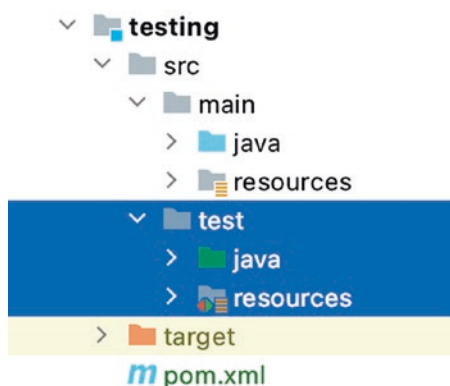 testing
src
main
java
resources
test
java
resources
target
m pom.xml